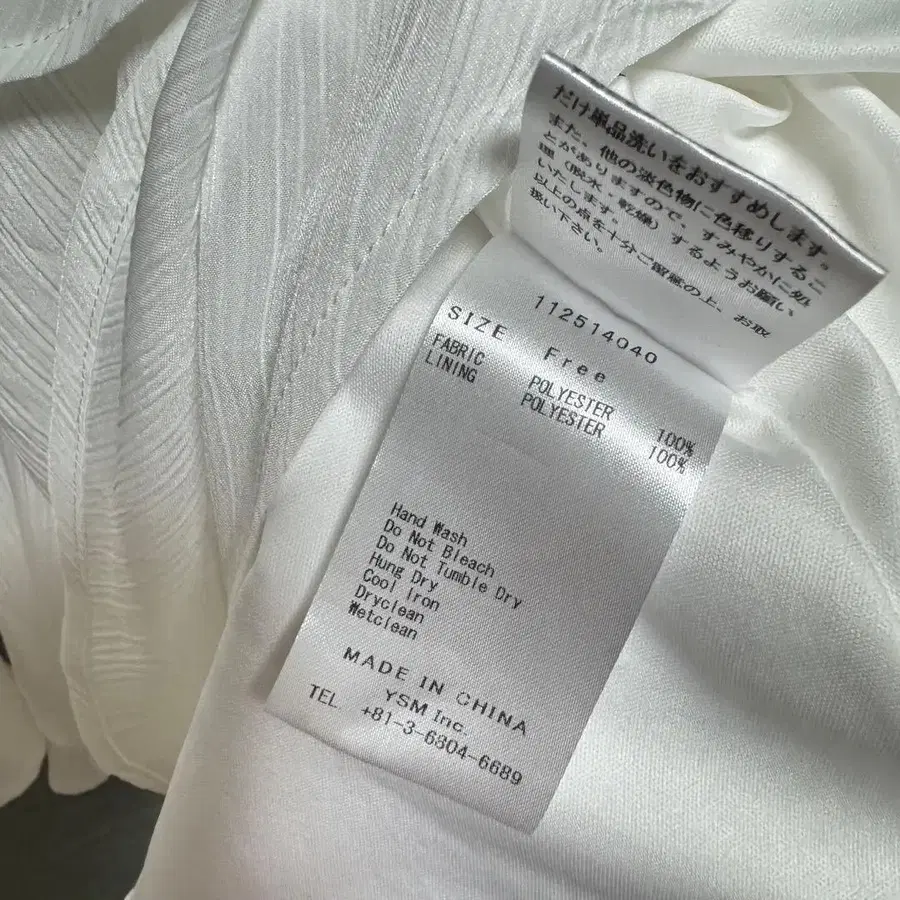 だけ単品洗いをおすすめします。
また、他の淡色物に色移りするこ
とがありますので、すみやかに処
理（脱水・乾燥）するようお願い
いたします。
以上の点を十分ご留意の上、お取
扱い下さい。
112514040
SIZE Free
FABRIC POLYESTER 100%
LINING POLYESTER 100%
Hand Wash
Do Not Bleach
Do Not Tumble Dry
Hung Dry
Cool Iron
Dryclean
Wetclean
MADE IN CHINA
YSM Inc.
TEL +81-3-6804-6689